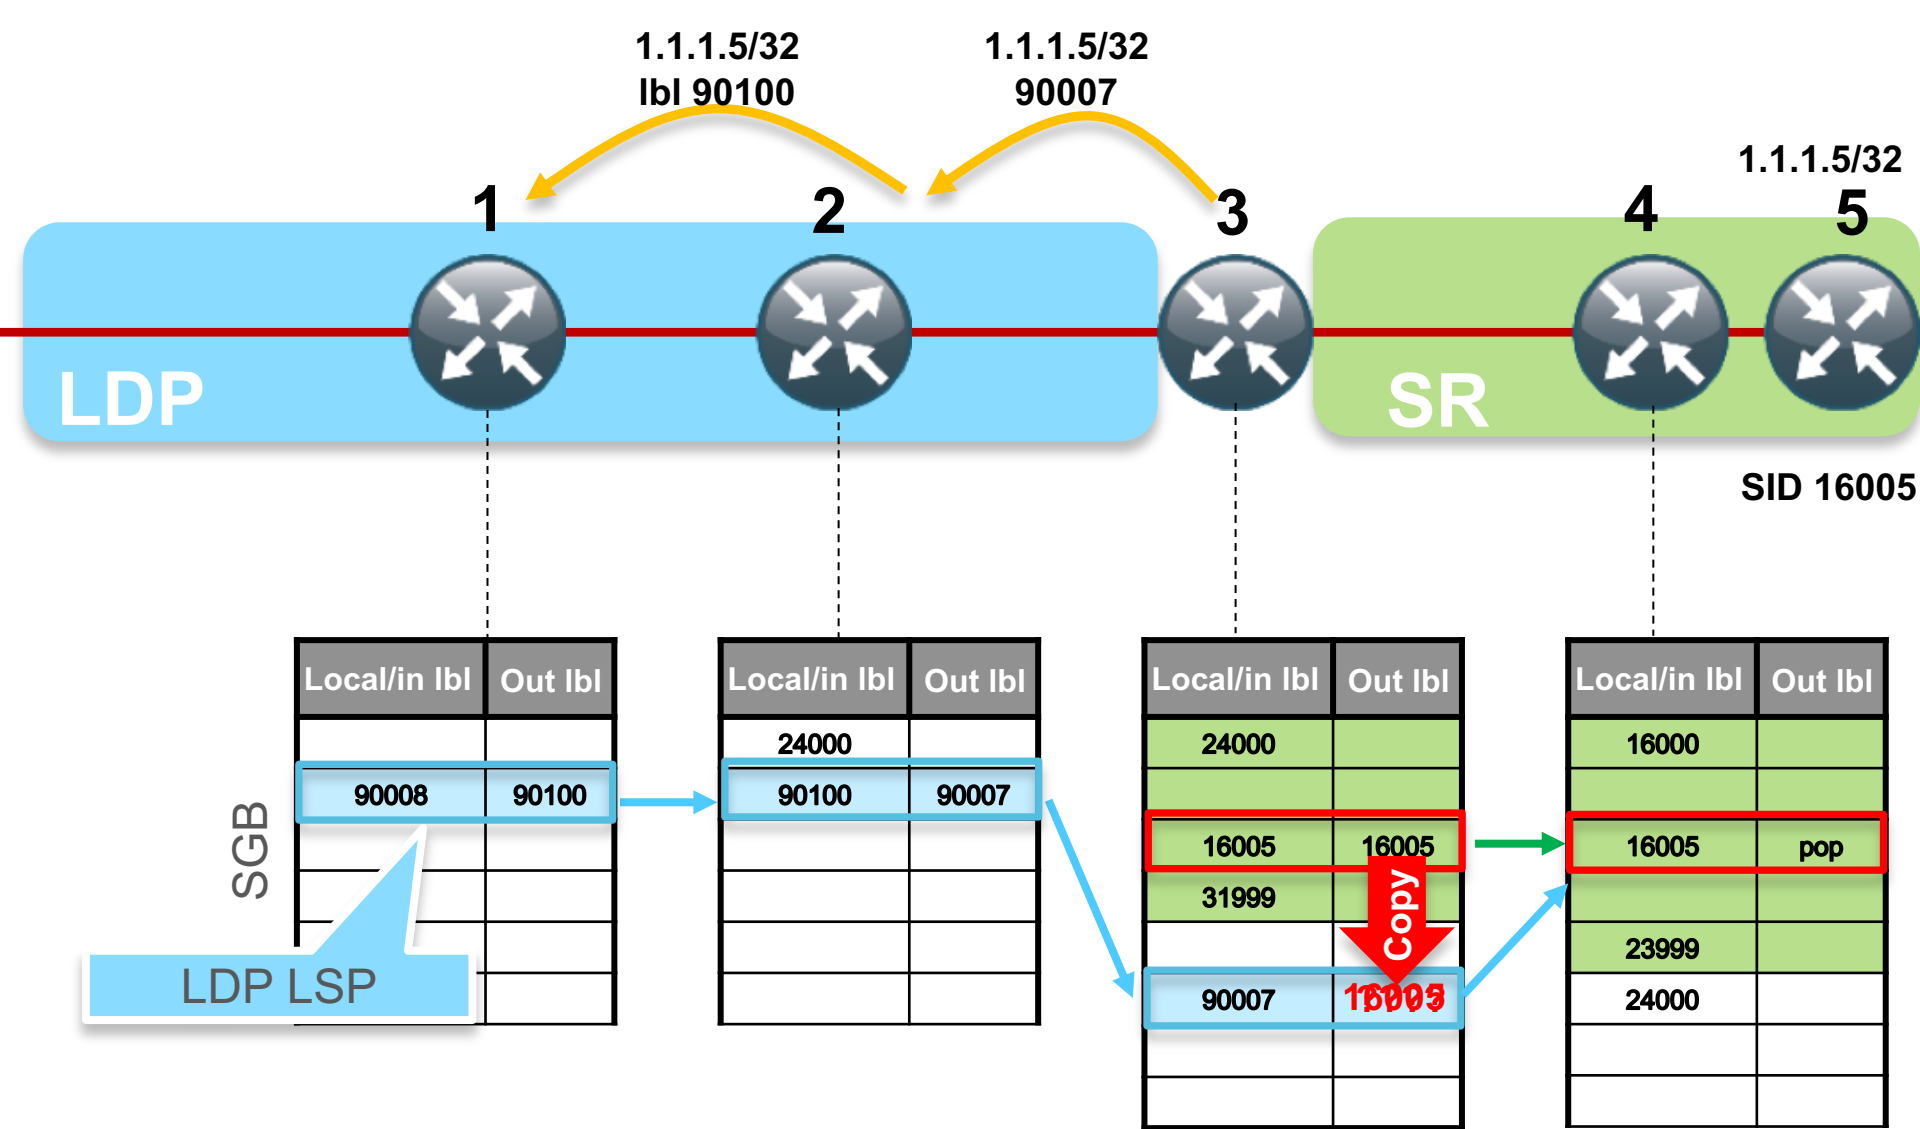 1.1.1.5/32
lbl 90100
1.1.1.5/32
90007
1.1.1.5/32
1
2
3
4
5
LDP
SR
SID 16005
Local/in lbl Out lbl
90008 90100
Local/in lbl Out lbl
24000
90100 90007
Local/in lbl Out lbl
24000
16005 16005
31999
Copy
90007 16005
Local/in lbl Out lbl
16000
16005 pop
23999
24000
SGB
LDP LSP